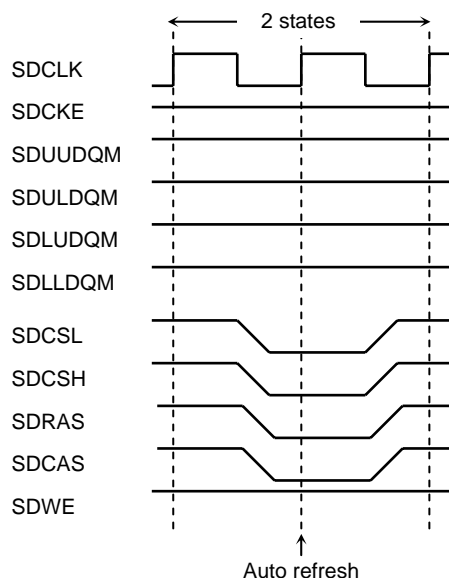 2 states
SDCLK
SDCKE
SDUUDQM
SDULDQM
SDLUDQM
SDLLDQM
SDCSL
SDCSH
SDRAS
SDCAS
SDWE
Auto refresh